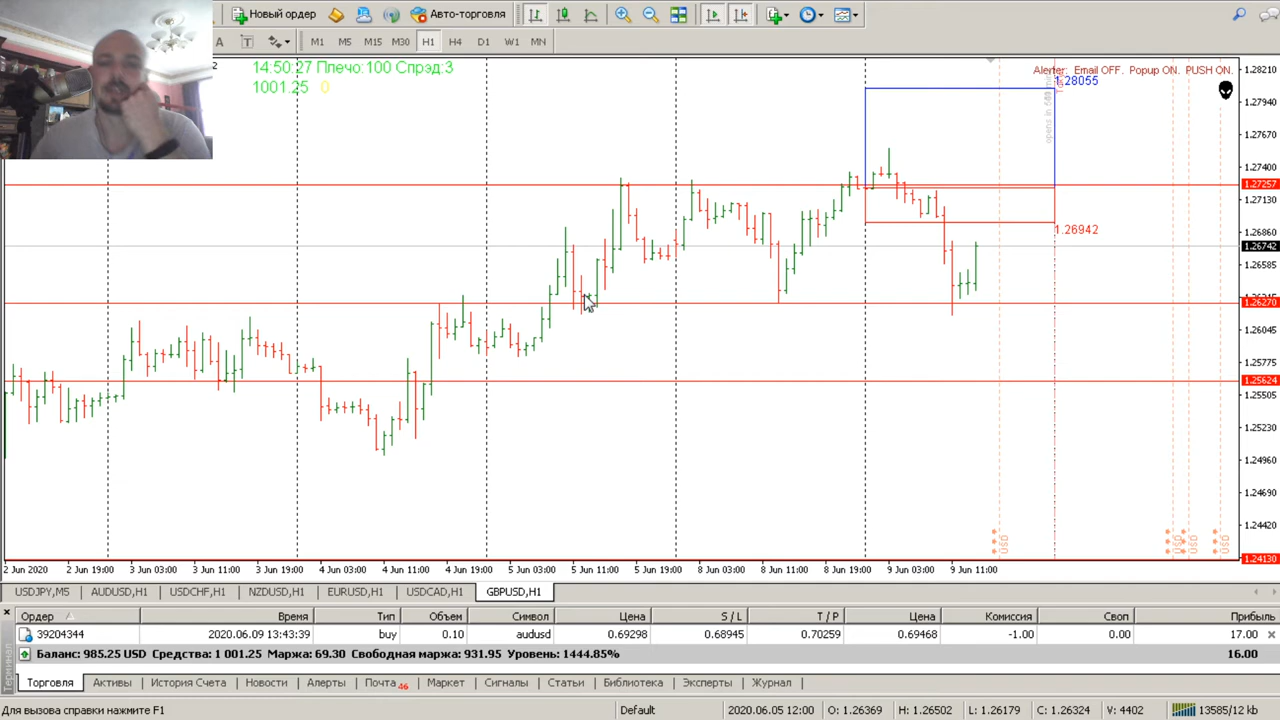 Новый ордер Авто-торговля
M1 M5 M15 M30 H1 H4 D1 W1 MN
14:50:27 Плечо:100 Спрэд:3
1001.25 0
Alerter: Email OFF, Popup ON, PUSH ON.
1.28055
1.26942
1.28210
1.27940
1.27670
1.27400
1.27257
1.27130
1.26860
1.26742
1.26585
1.26270
1.26045
1.25775
1.25624
1.25505
1.25230
1.24960
1.24690
1.24420
1.24130
USD USD USD USD
2 Jun 2020 2 Jun 19:00 3 Jun 03:00 3 Jun 11:00 3 Jun 19:00 4 Jun 03:00 4 Jun 11:00 4 Jun 19:00 5 Jun 03:00 5 Jun 11:00 5 Jun 19:00 8 Jun 03:00 8 Jun 11:00 8 Jun 19:00 9 Jun 03:00 9 Jun 11:00
USDJPY,M5 AUDUSD,H1 USDCHF,H1 NZDUSD,H1 EURUSD,H1 USDCAD,H1 GBPUSD,H1
Ордер Время Тип Объем Символ Цена S / L T / P Цена Комиссия Своп Прибыль
39204344 2020.06.09 13:43:39 buy 0.10 audusd 0.69298 0.68945 0.70259 0.69468 -1.00 0.00 17.00
Баланс: 985.25 USD Средства: 1 001.25 Маржа: 69.30 Свободная маржа: 931.95 Уровень: 1444.85% 16.00
Терминал
Торговля Активы История Счета Новости Алерты Почта 46 Маркет Сигналы Статьи Библиотека Эксперты Журнал
Для вызова справки нажмите F1 Default 2020.06.05 12:00 O: 1.26369 H: 1.26502 L: 1.26179 C: 1.26324 V: 4402 13585/12 kb